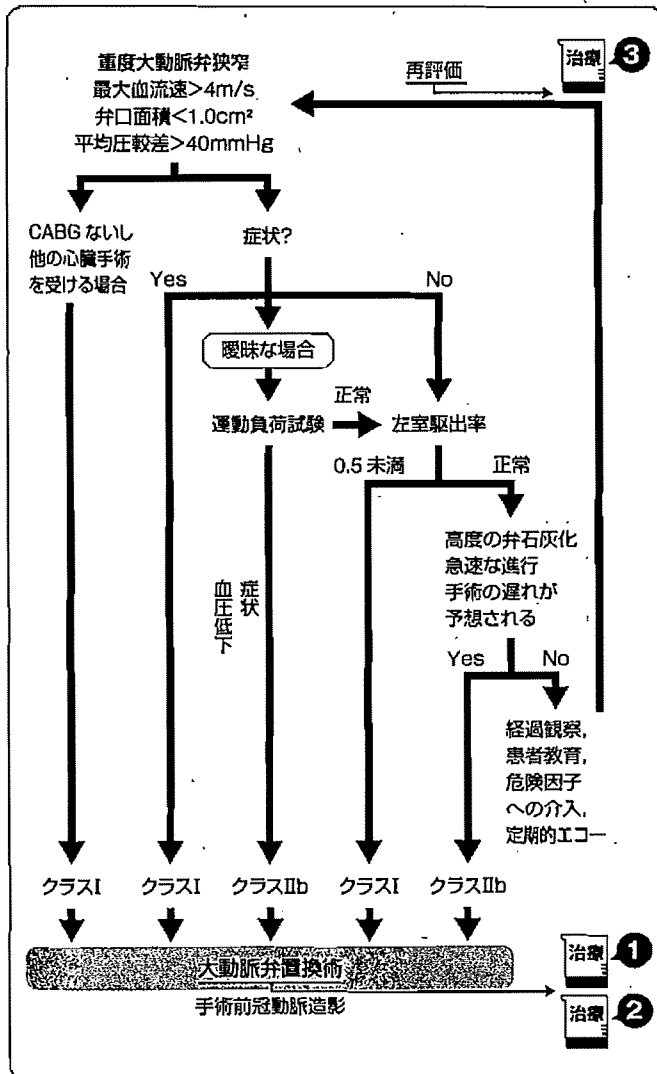 重度大動脈弁狭窄
最大血流速>4m/s
弁口面積<1.0cm²
平均圧較差>40mmHg
再評価
治療 3
CABG ないし
他の心臓手術
を受ける場合
症状?
Yes
No
曖昧な場合
運動負荷試験
正常
左室駆出率
0.5 未満
正常
症状
血圧低下
高度の弁石灰化
急速な進行
手術の遅れが
予想される
Yes
No
経過観察,
患者教育,
危険因子
への介入,
定期的エコー
クラスI
クラスI
クラスIIb
クラスI
クラスIIb
大動脈弁置換術
治療 1
手術前冠動脈造影
治療 2